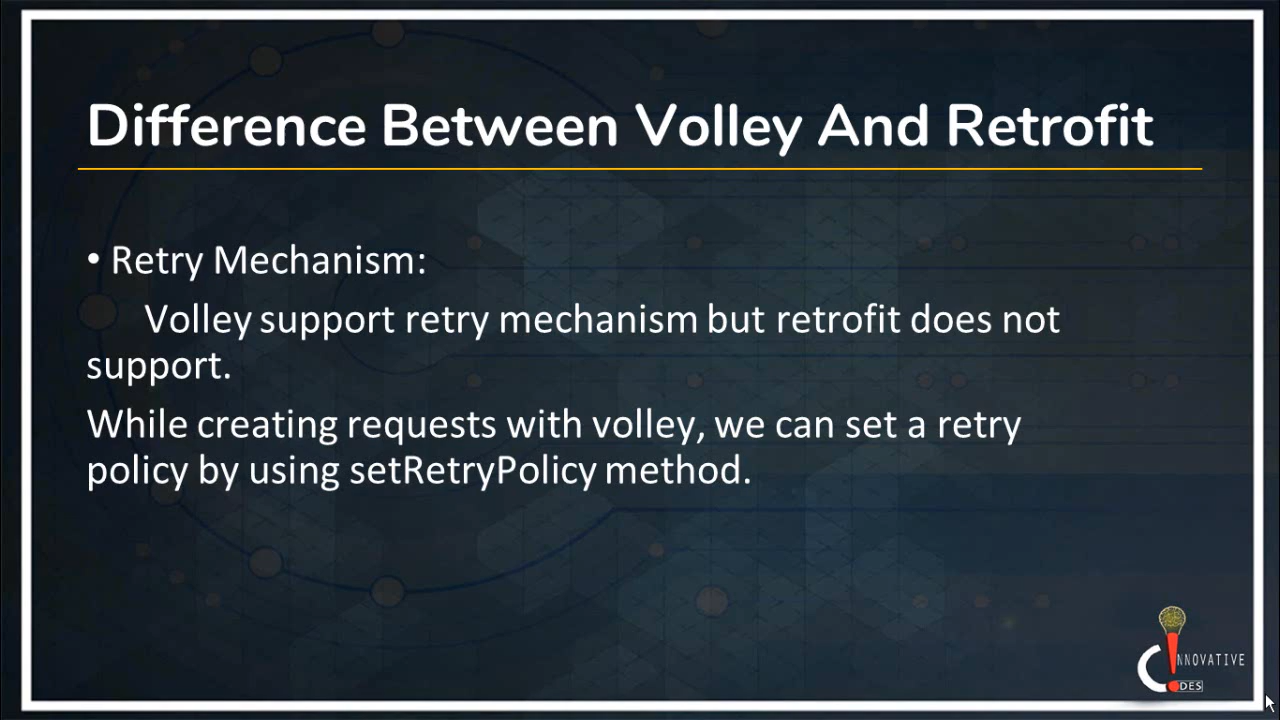 Difference Between Volley And Retrofit
• Retry Mechanism:
Volley support retry mechanism but retrofit does not
support.
While creating requests with volley, we can set a retry
policy by using setRetryPolicy method.
NNOVATIVE
DES